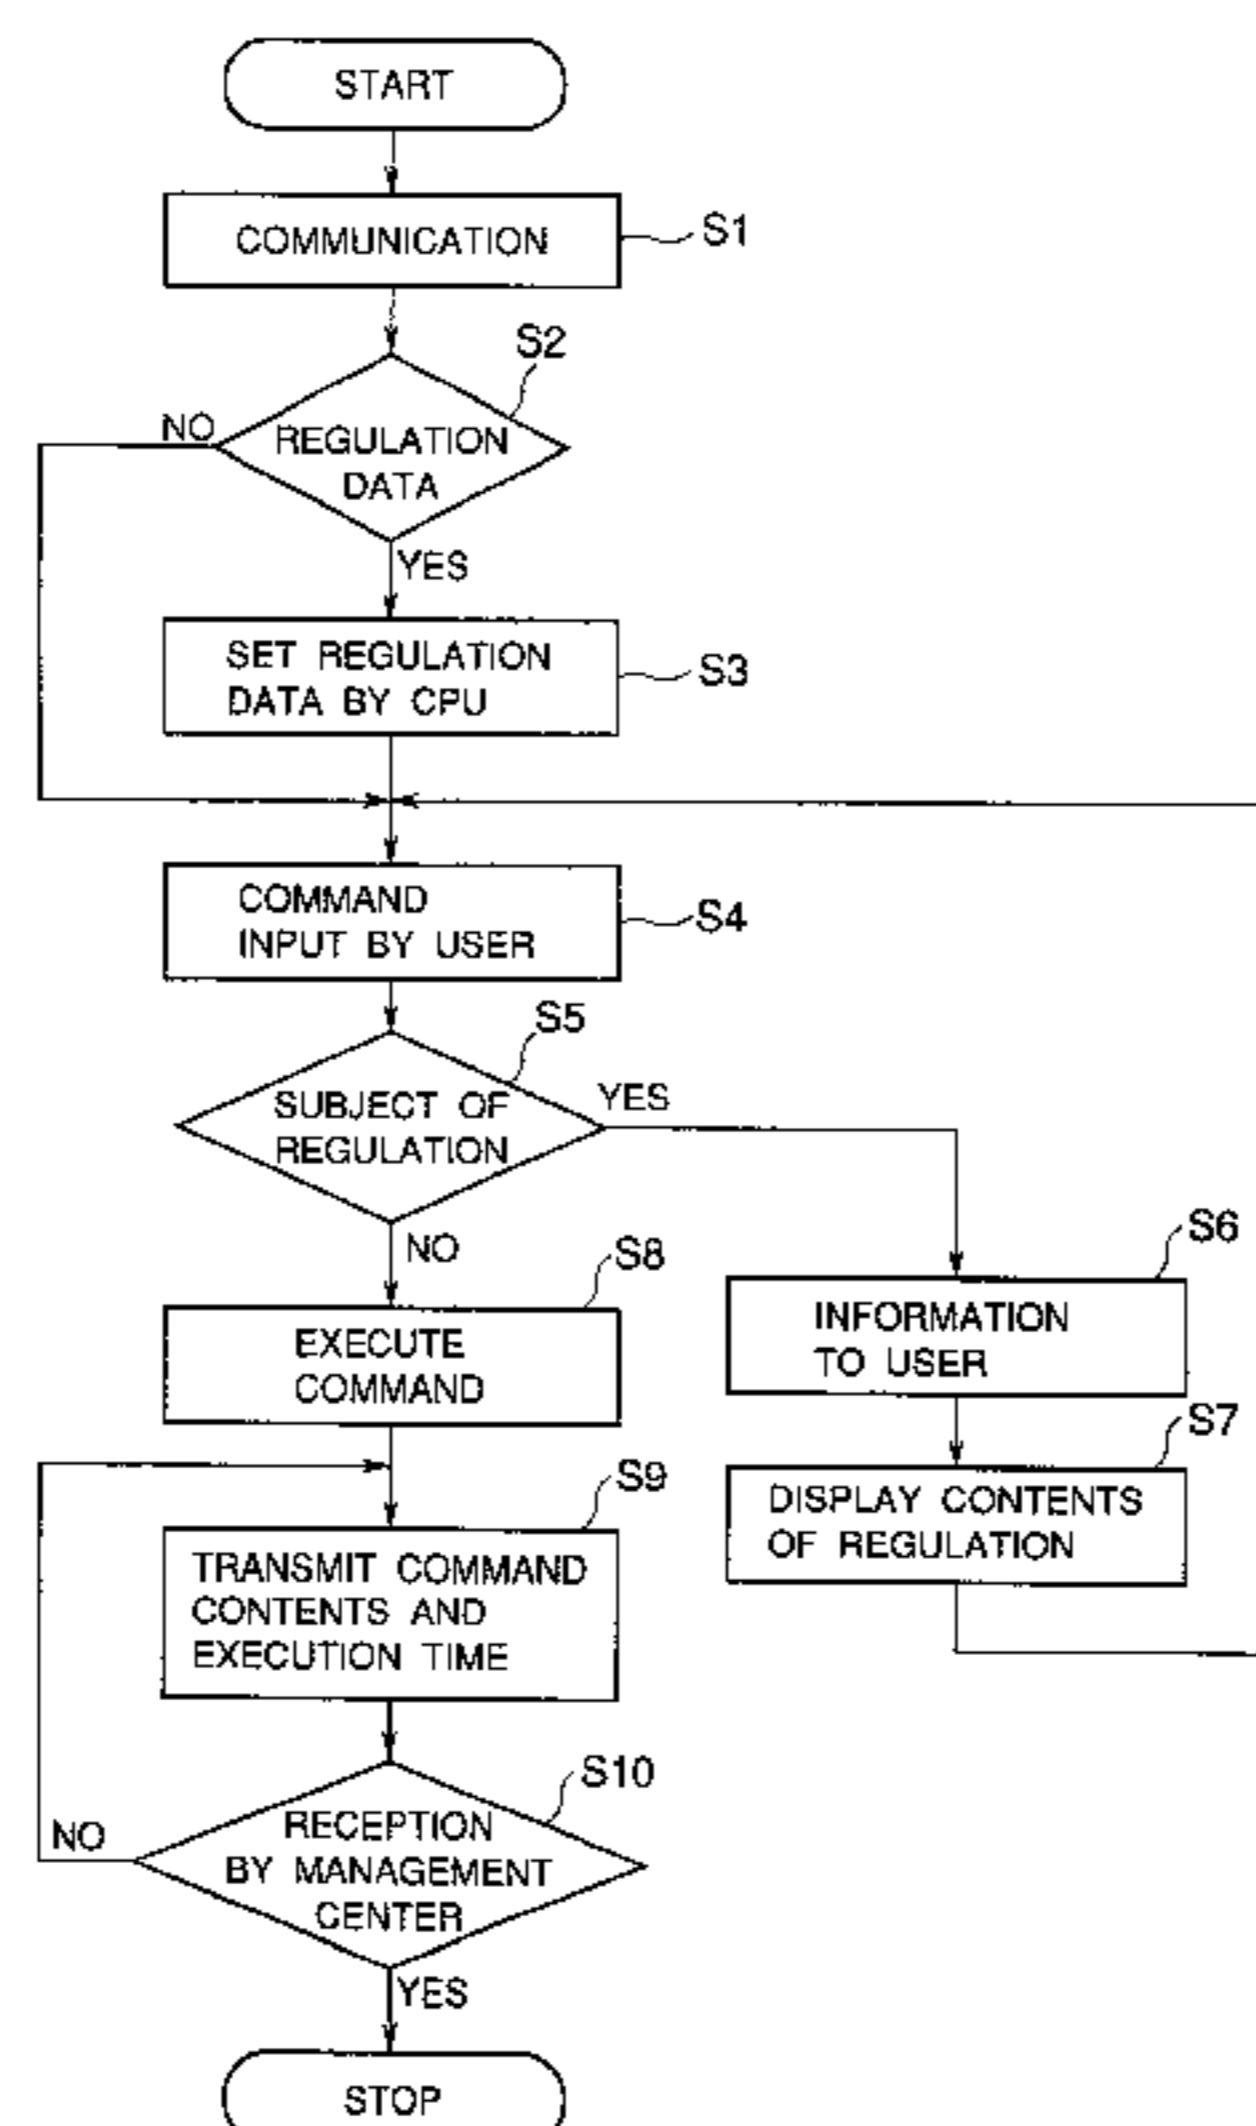 START
COMMUNICATION
S1
S2
NO
REGULATION
DATA
YES
SET REGULATION
DATA BY CPU
S3
COMMAND
INPUT BY USER
S4
S5
SUBJECT OF
REGULATION
YES
NO
S6
INFORMATION
TO USER
S7
DISPLAY CONTENTS
OF REGULATION
S8
EXECUTE
COMMAND
S9
TRANSMIT COMMAND
CONTENTS AND
EXECUTION TIME
S10
RECEPTION
BY MANAGEMENT
CENTER
NO
YES
STOP